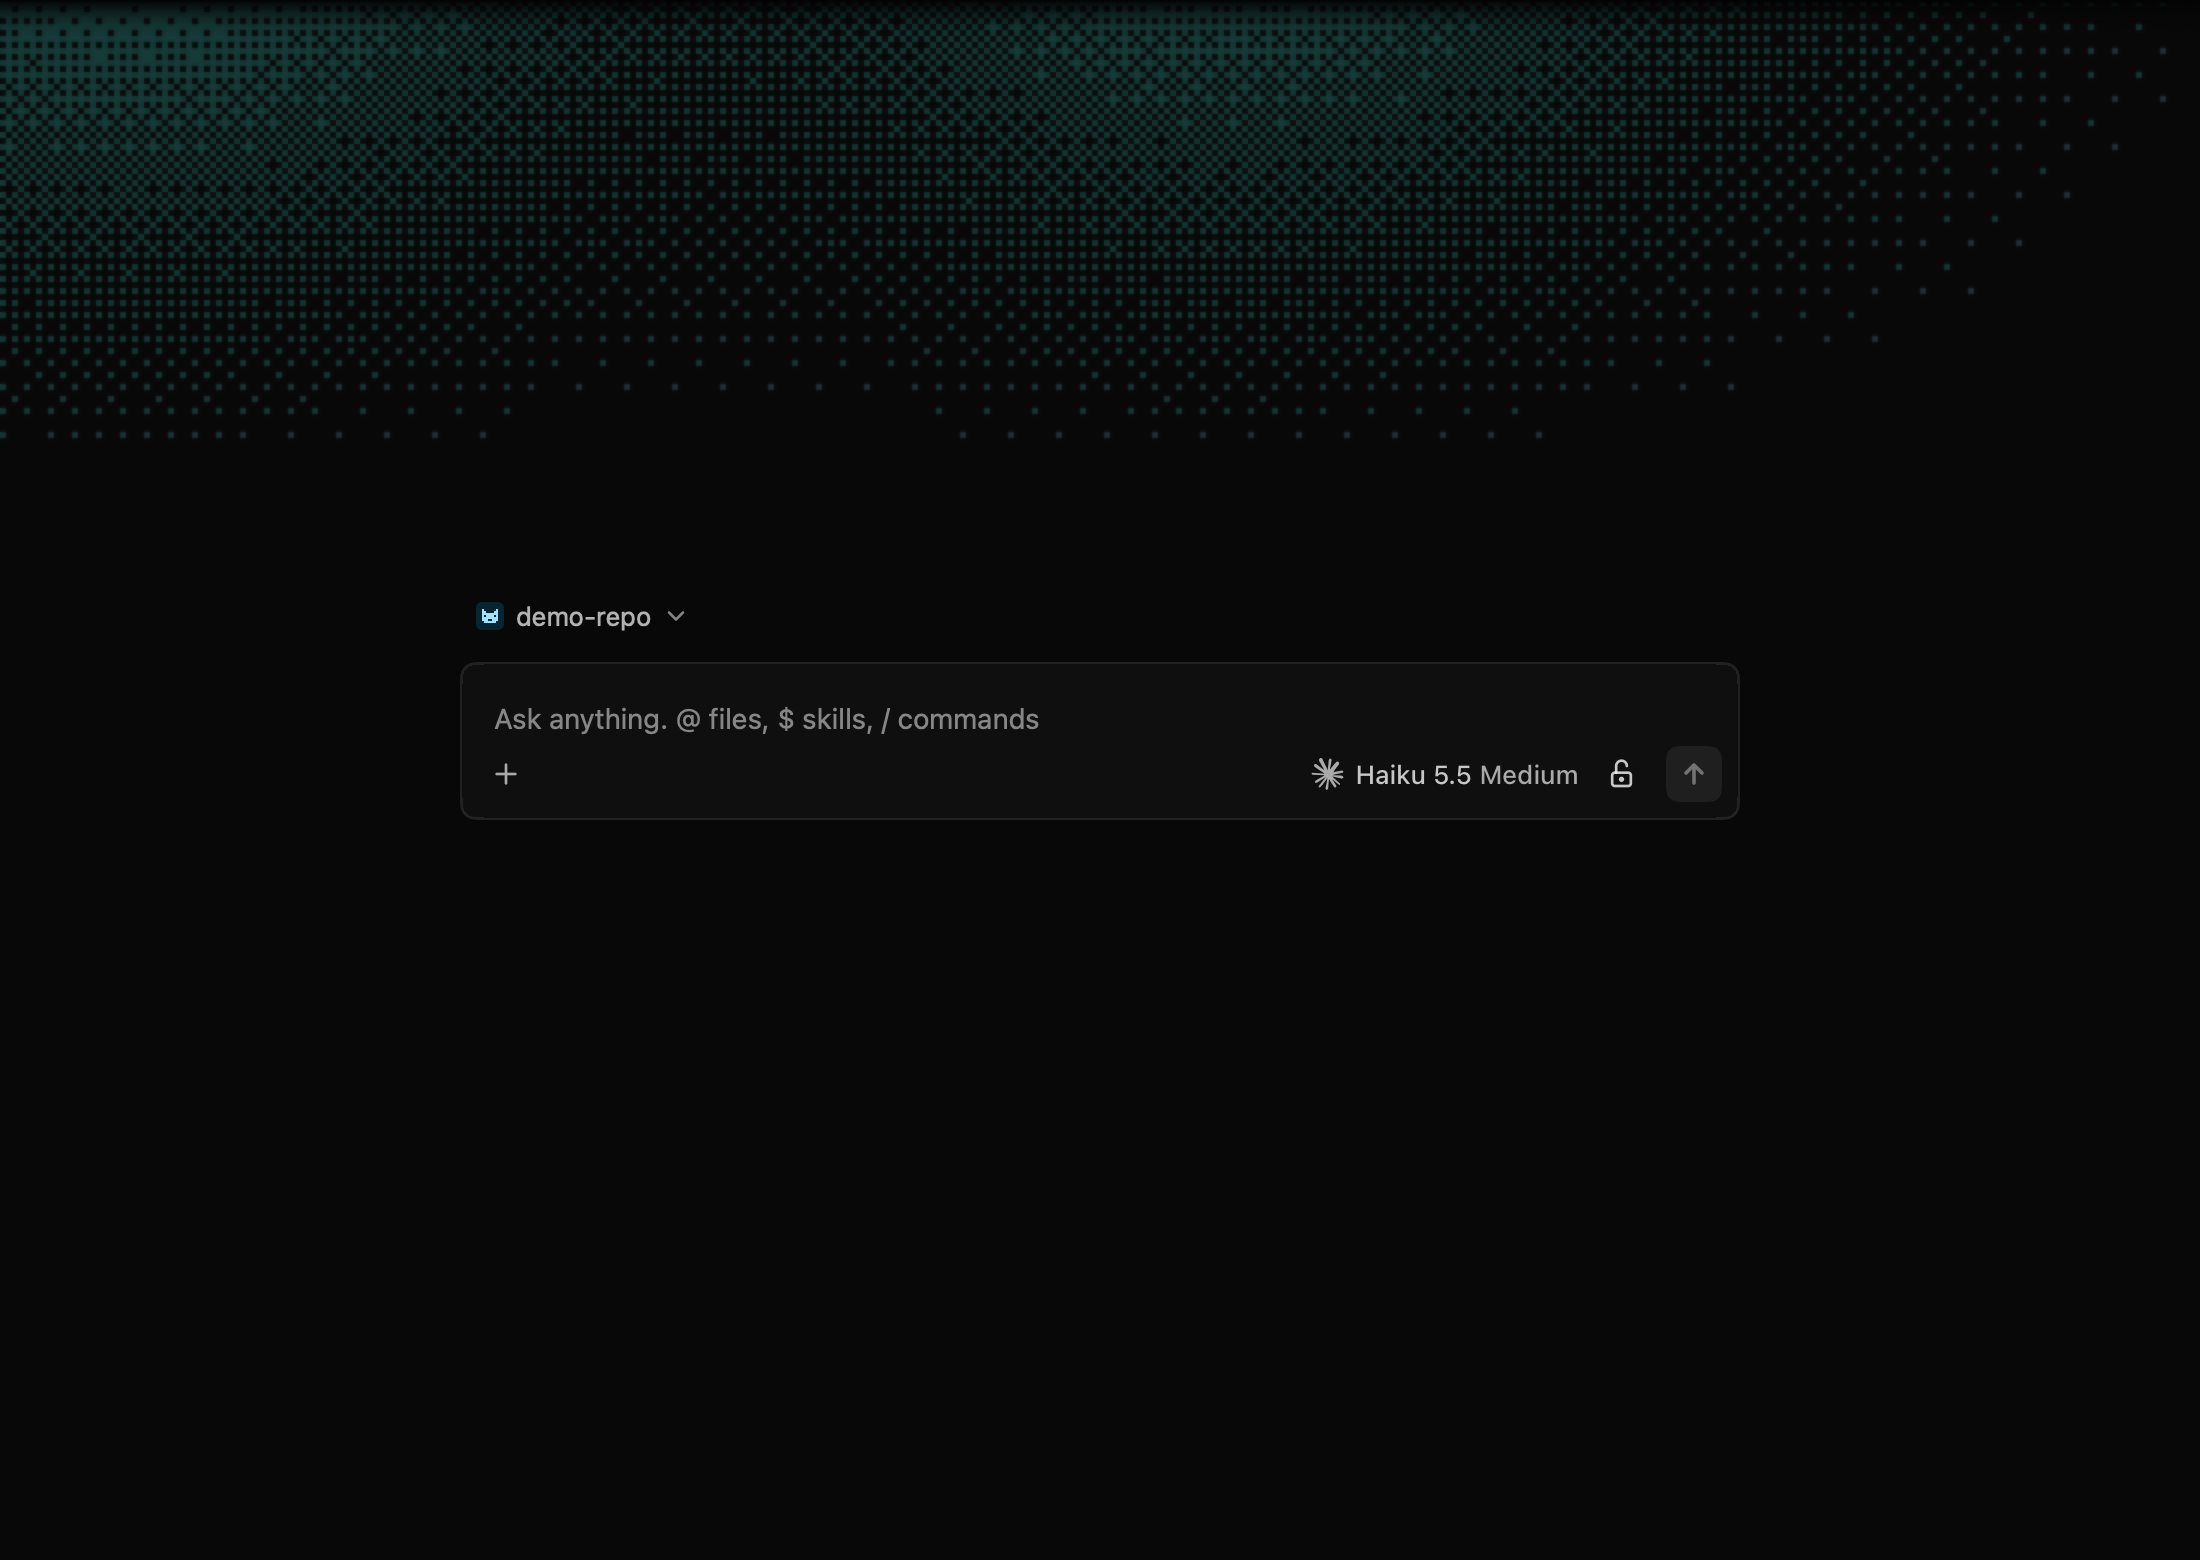 demo-repo
Ask anything. @ files, $ skills, / commands
Haiku 5.5 Medium